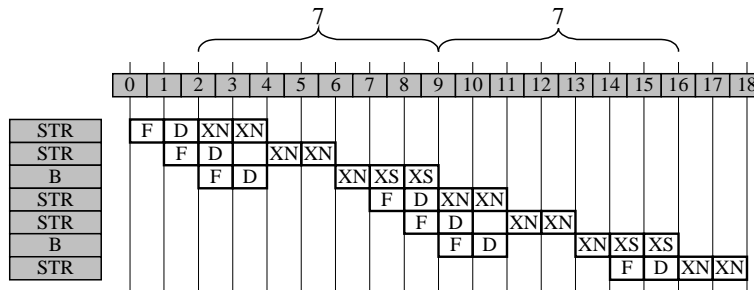 7 7
0 1 2 3 4 5 6 7 8 9 10 11 12 13 14 15 16 17 18
STR F D XN XN
STR F D XN XN
B F D XN XS XS
STR F D XN XN
STR F D XN XN
B F D XN XS XS
STR F D XN XN